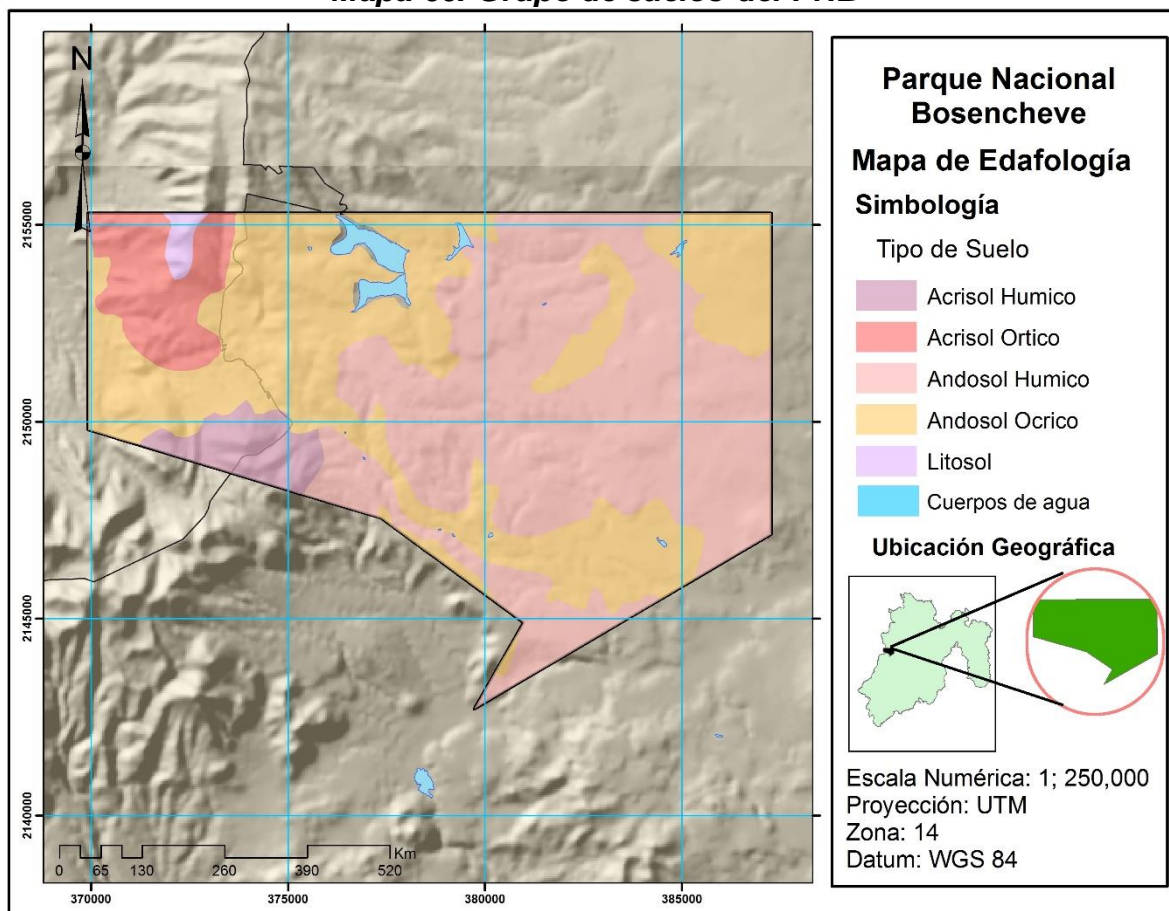 Mapa 03. Grupo de suelos del PNB
N
2155000
2150000
2145000
2140000
370000
375000
380000
385000
Km
0 65 130 260 390 520
Parque Nacional
Bosencheve
Mapa de Edafología
Simbología
Tipo de Suelo
Acrisol Humico
Acrisol Ortico
Andosol Humico
Andosol Ocrico
Litosol
Cuerpos de agua
Ubicación Geográfica
Escala Numérica: 1; 250,000
Proyección: UTM
Zona: 14
Datum: WGS 84